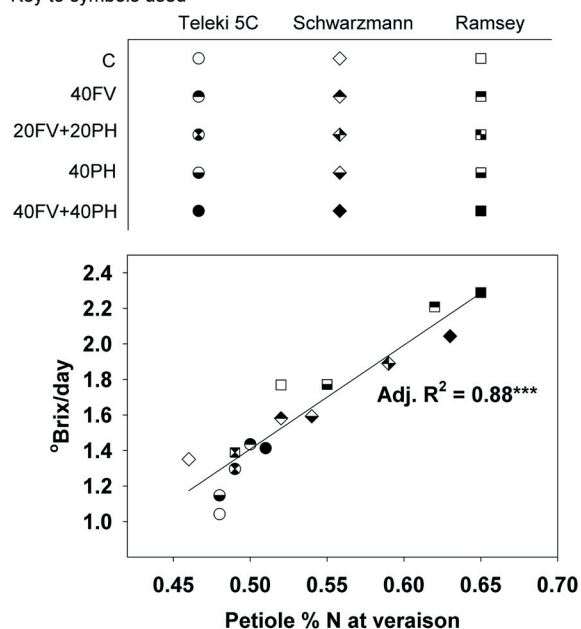 Key to symbols used
Teleki 5C Schwarzmann Ramsey
C
40FV
20FV+20PH
40PH
40FV+40PH
2.4
2.2
2.0
1.8
1.6
1.4
1.2
1.0
ºBrix/day
Adj. R² = 0.88***
0.45 0.50 0.55 0.60 0.65 0.70
Petiole % N at veraison